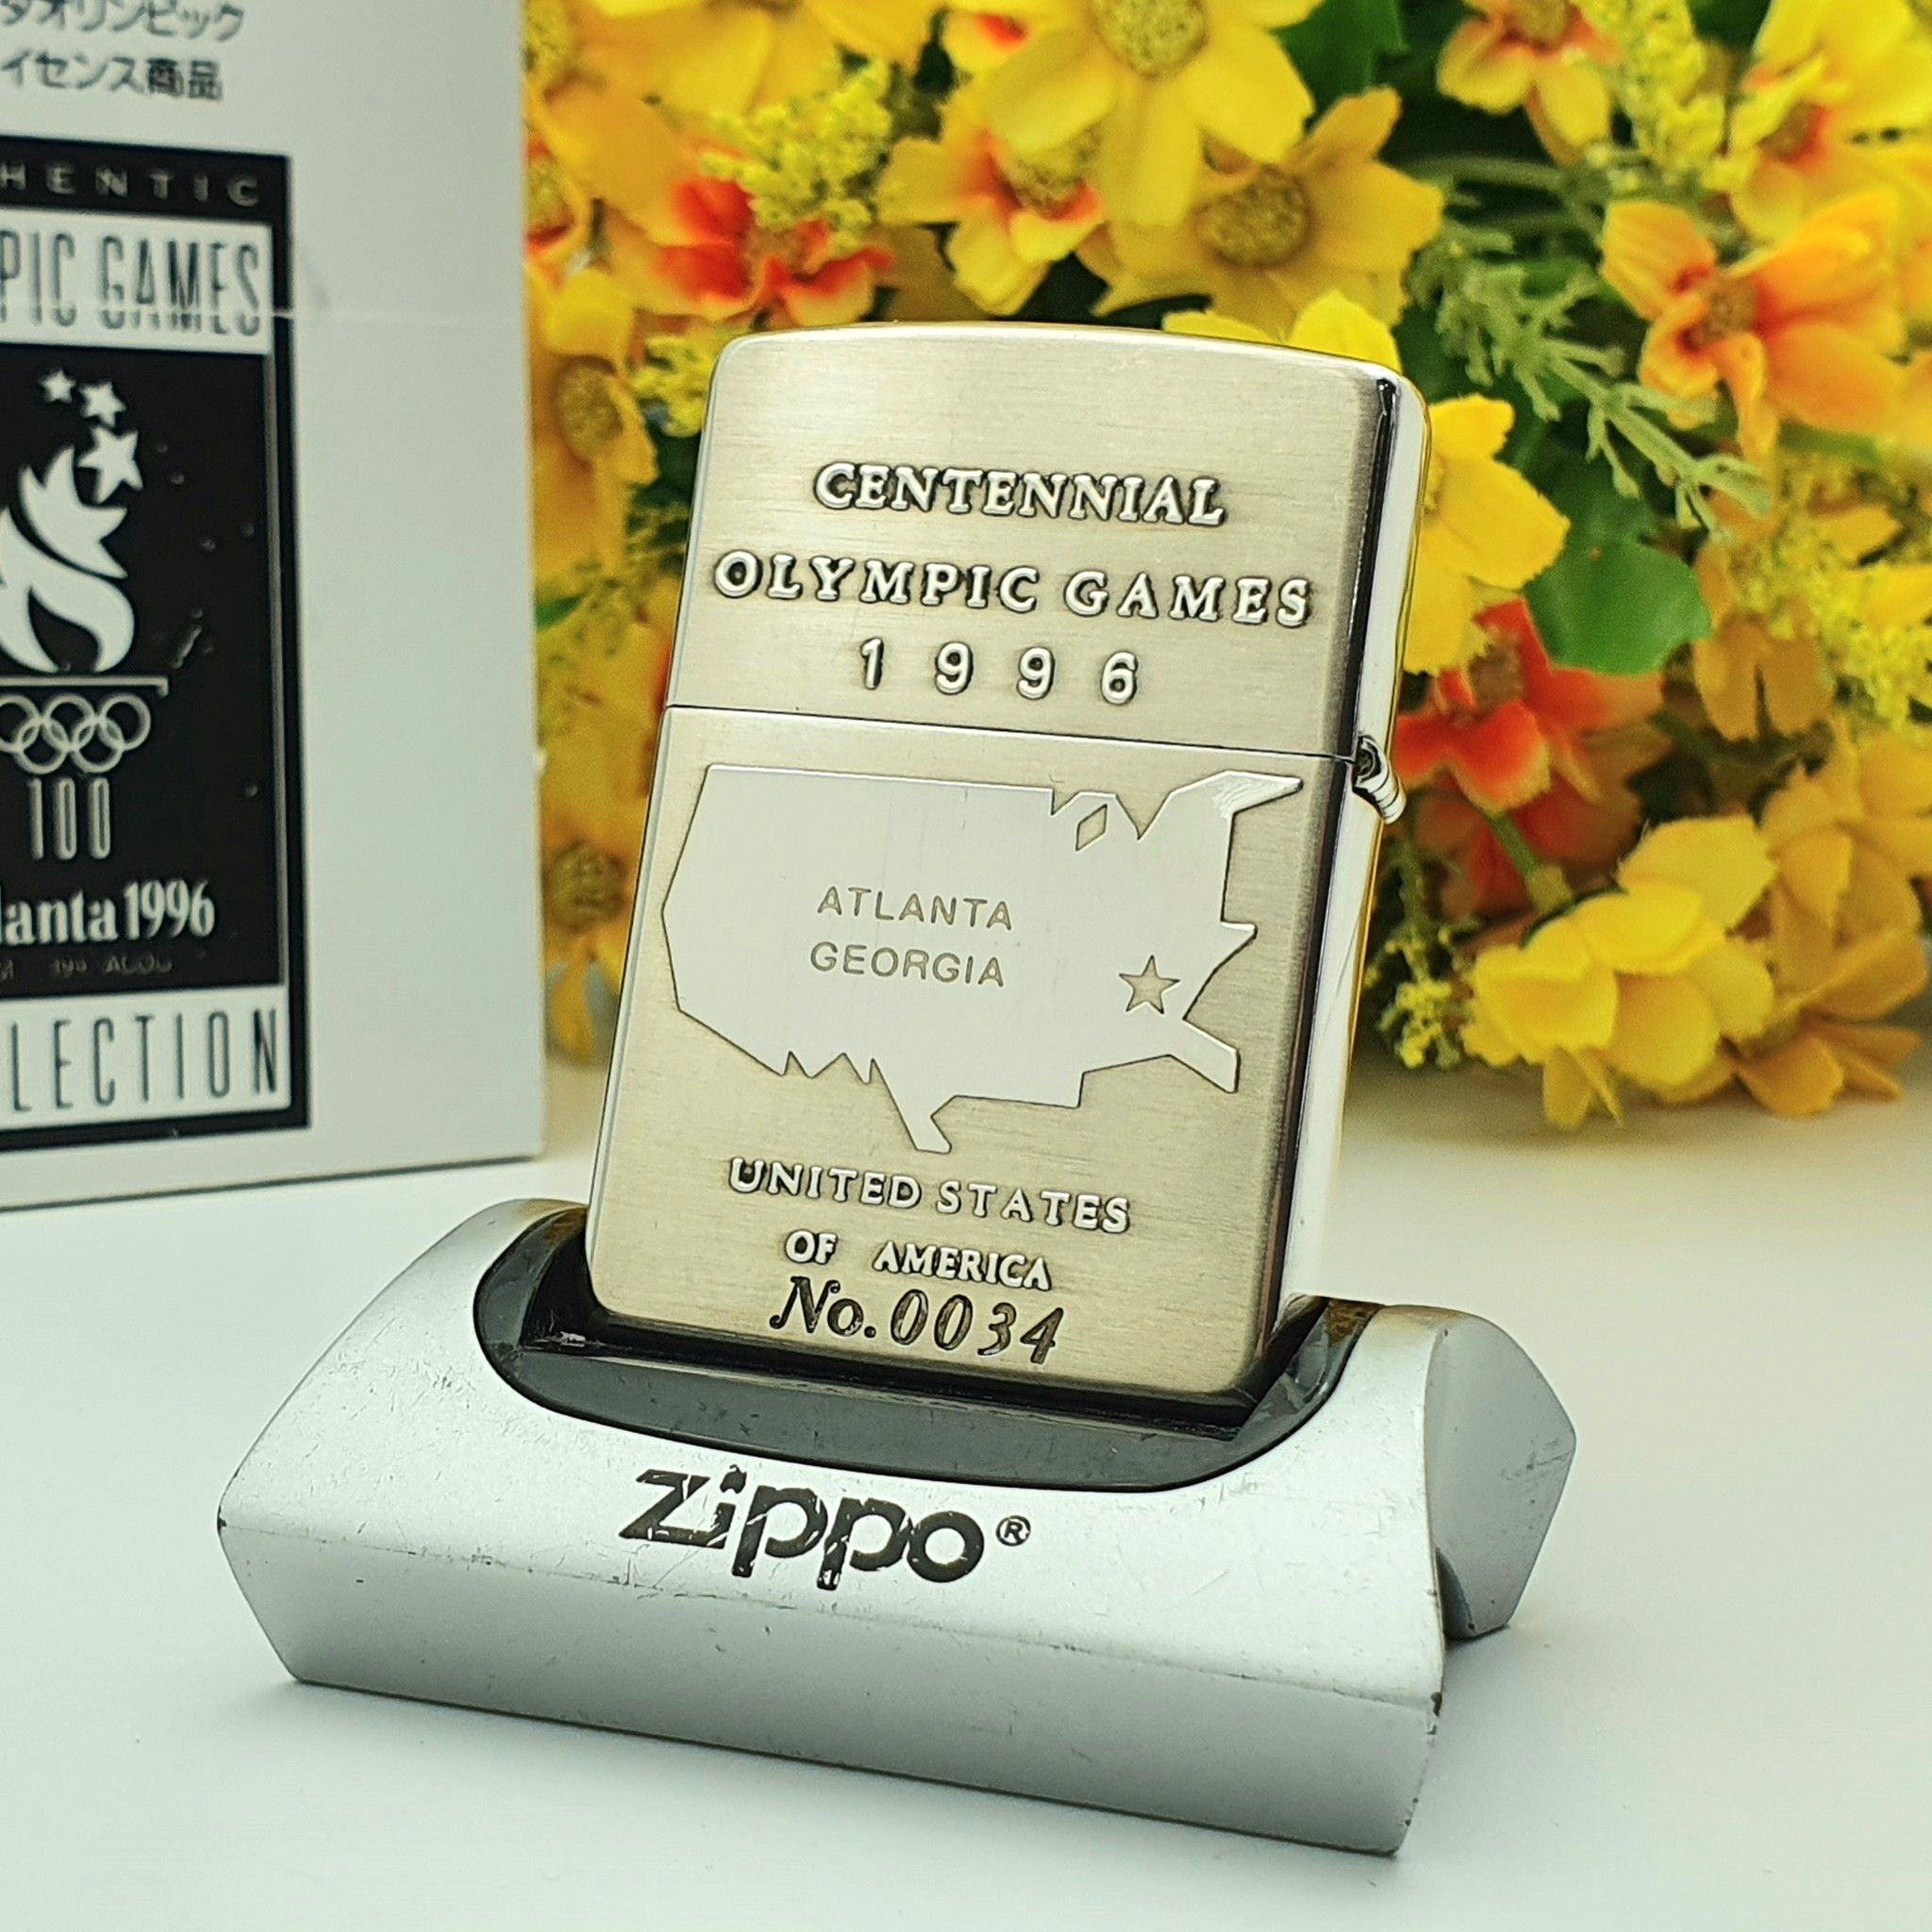 タオリンピック
イセンス商品
HENTIC
PIC GAMES
100
lanta 1996
LECTION
CENTENNIAL
OLYMPIC GAMES
1996
ATLANTA
GEORGIA
UNITED STATES
OF AMERICA
No.0034
zippo®